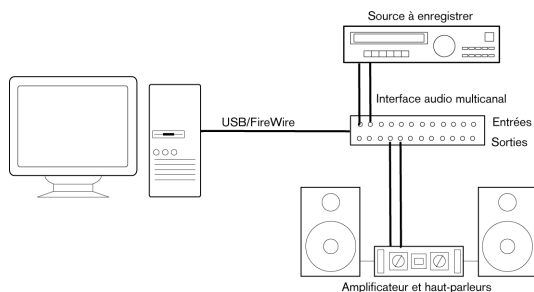 Source à enregistrer
Interface audio multicanal
USB/FireWire
Entrées
Sorties
Amplificateur et haut-parleurs